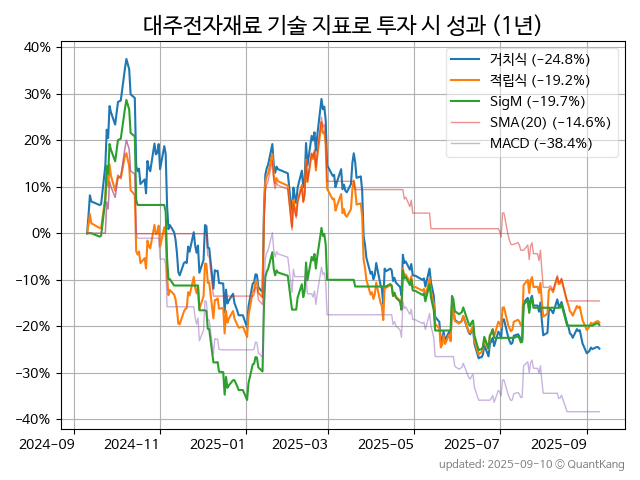 대주전자재료 기술 지표로 투자 시 성과 (1년)
40%
30%
20%
10%
0%
−10%
−20%
−30%
−40%
거치식 (−24.8%)
적립식 (−19.2%)
SigM (−19.7%)
SMA(20) (−14.6%)
MACD (−38.4%)
2024-09 2024-11 2025-01 2025-03 2025-05 2025-07 2025-09
updated: 2025-09-10 © QuantKang